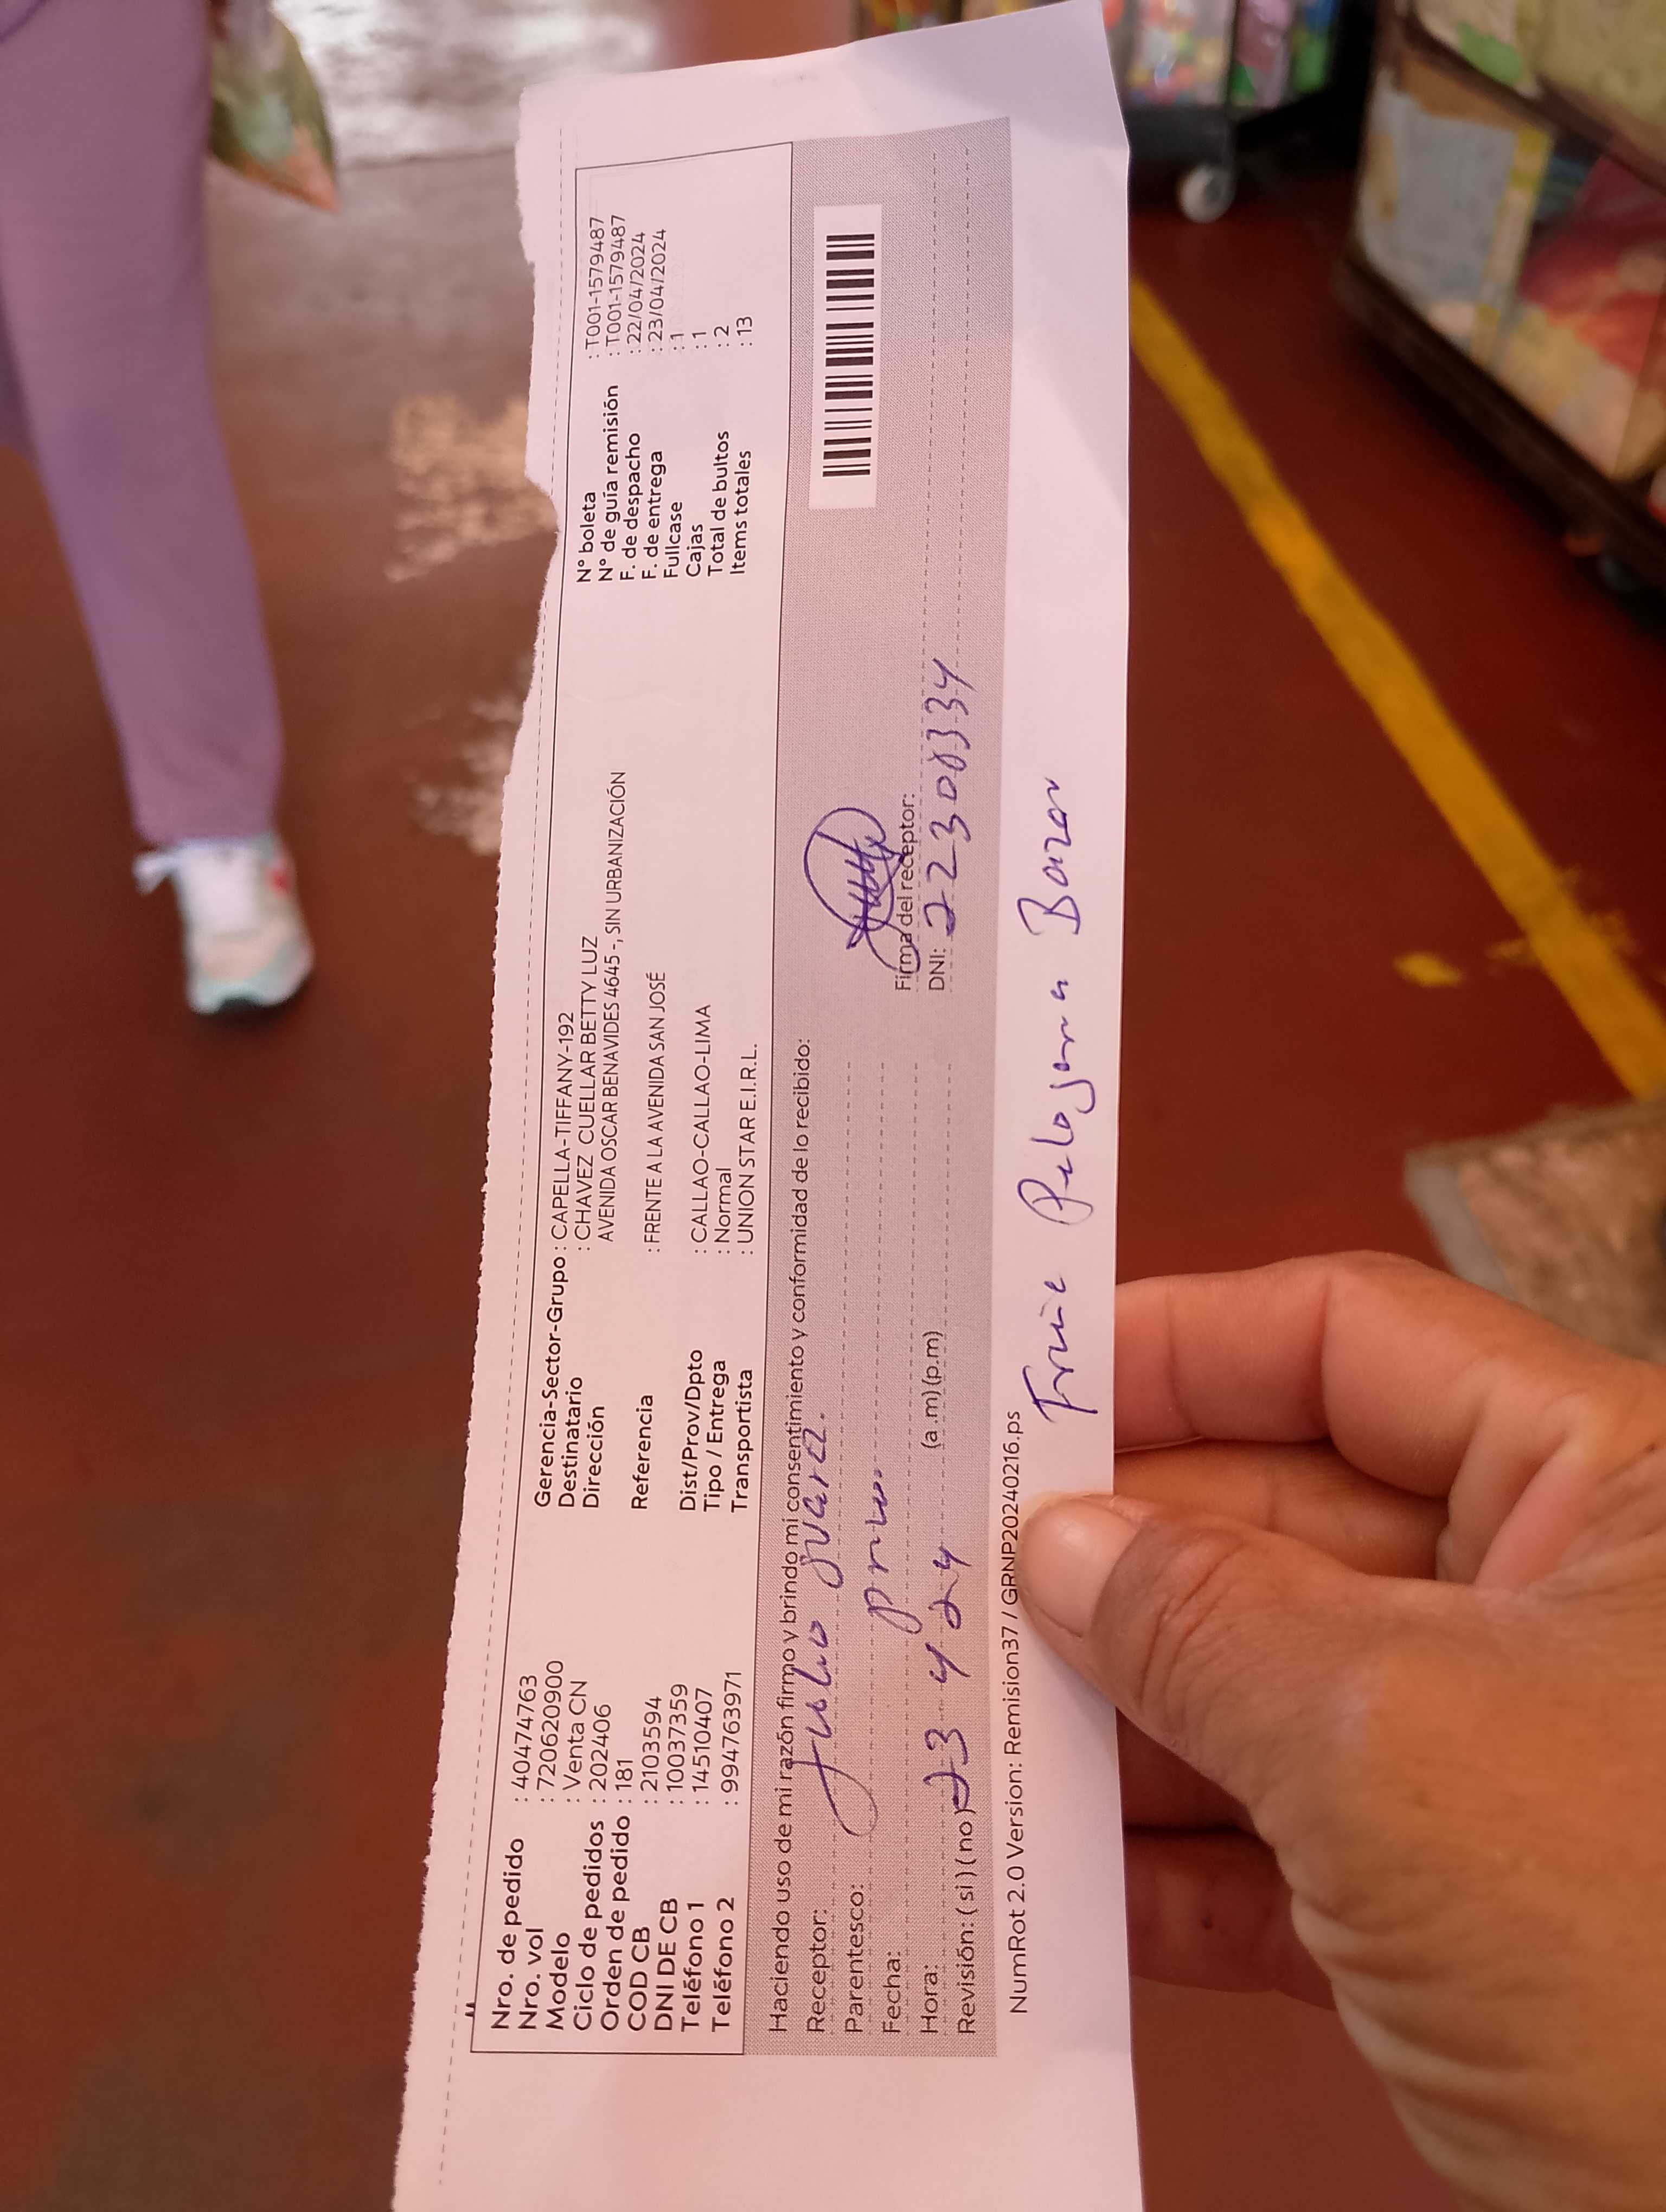 Nro. de pedido : 40474763
Nro. vol : 720620900
Modelo : Venta CN
Ciclo de pedidos : 202406
Orden de pedido : 181
COD CB : 2103594
DNI DE CB : 10037359
Teléfono 1 : 14510407
Teléfono 2 : 994763971
Gerencia-Sector-Grupo : CAPELLA-TIFFANY-192
Destinatario : CHAVEZ CUELLAR BETTY LUZ
Dirección AVENIDA OSCAR BENAVIDES 4645 -, SIN URBANIZACIÓN
Referencia : FRENTE A LA AVENIDA SAN JOSÉ
Dist/Prov/Dpto : CALLAO-CALLAO-LIMA
Tipo / Entrega : Normal
Transportista : UNION STAR E.I.R.L.
N° boleta : T001-1579487
N° de guía remisión : T001-1579487
F. de despacho : 22/04/2024
F. de entrega : 23/04/2024
Fullcase : 1
Cajas : 1
Total de bultos : 2
Items totales : 13
Haciendo uso de mi razón firmo y brindo mi consentimiento y conformidad de lo recibido:
Receptor: Julio
Parentesco:
Fecha:
Hora: 23 4 24 (a.m) (p.m)
Revisión: ( si ) ( no )
Firma del receptor:
DNI: 22308334
NumRot 2.0 Version: Remision37 / GRNP20240216.ps
Bazar